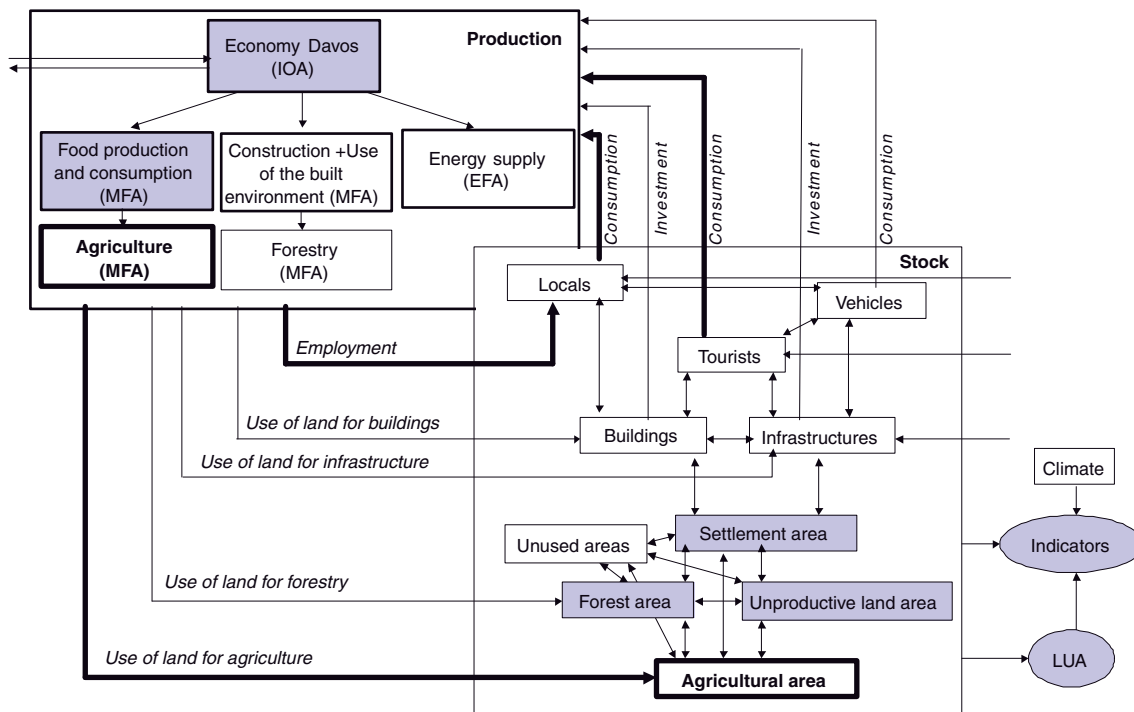 Economy Davos
(IOA)
Production
Food production
and consumption
(MFA)
Construction +Use
of the built
environment (MFA)
Energy supply
(EFA)
Agriculture
(MFA)
Forestry
(MFA)
Consumption
Investment
Consumption
Investment
Consumption
Stock
Locals
Vehicles
Employment
Tourists
Use of land for buildings
Buildings
Infrastructures
Use of land for infrastructure
Climate
Settlement area
Unused areas
Indicators
Use of land for forestry
Forest area
Unproductive land area
Use of land for agriculture
LUA
Agricultural area